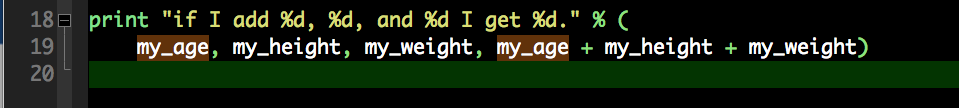 18 print "if I add %d, %d, and %d I get %d." % (
19     my_age, my_height, my_weight, my_age + my_height + my_weight)
20